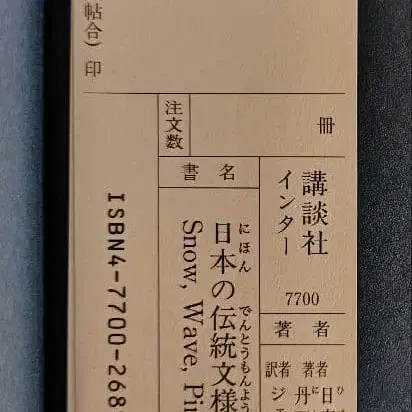 帖合）印
注文数
冊
書名
講談社
インター
7700
著者
にほん でんとうもんよう
日本の伝統文様
Snow, Wave,
ISBN4-7700-268
訳者 著者